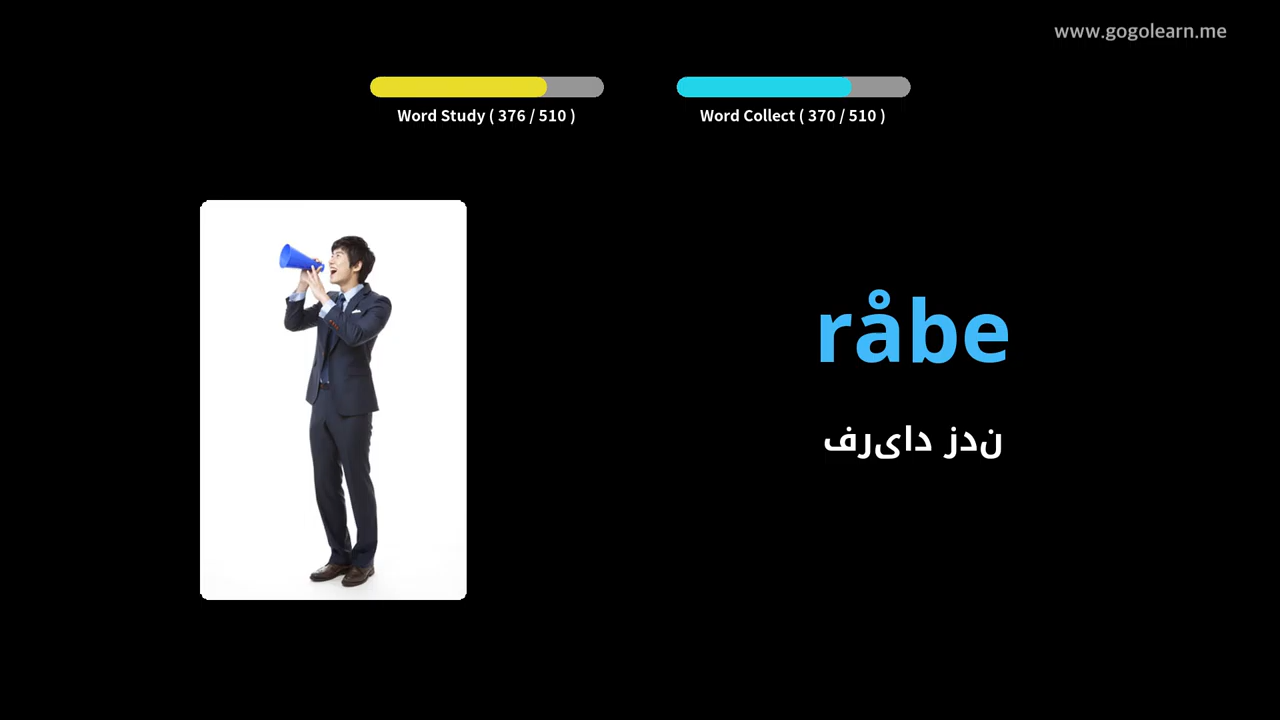 www.gogolearn.me
Word Study ( 376 / 510 )
Word Collect ( 370 / 510 )
råbe
فریاد زدن